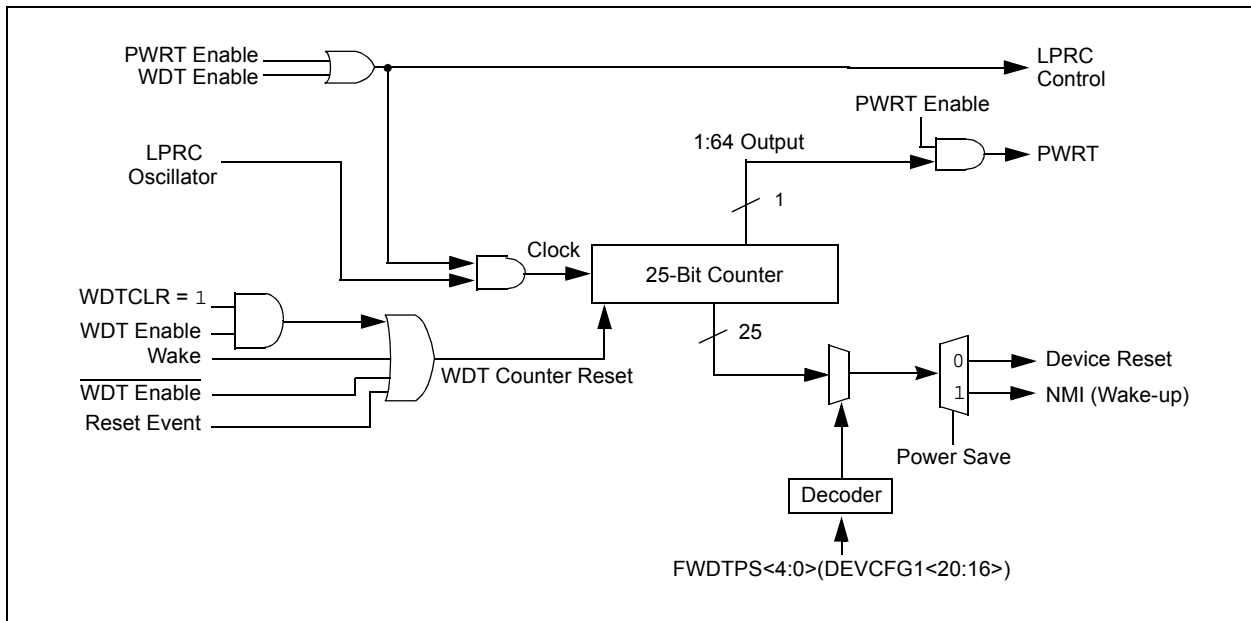 PWRT Enable
WDT Enable
LPRC
Control
PWRT Enable
1:64 Output
PWRT
LPRC
Oscillator
1
Clock
25-Bit Counter
WDTCLR = 1
WDT Enable
25
Wake
WDT Enable
Reset Event
WDT Counter Reset
0
Device Reset
1
NMI (Wake-up)
Power Save
Decoder
FWDTPS<4:0>(DEVCFG1<20:16>)